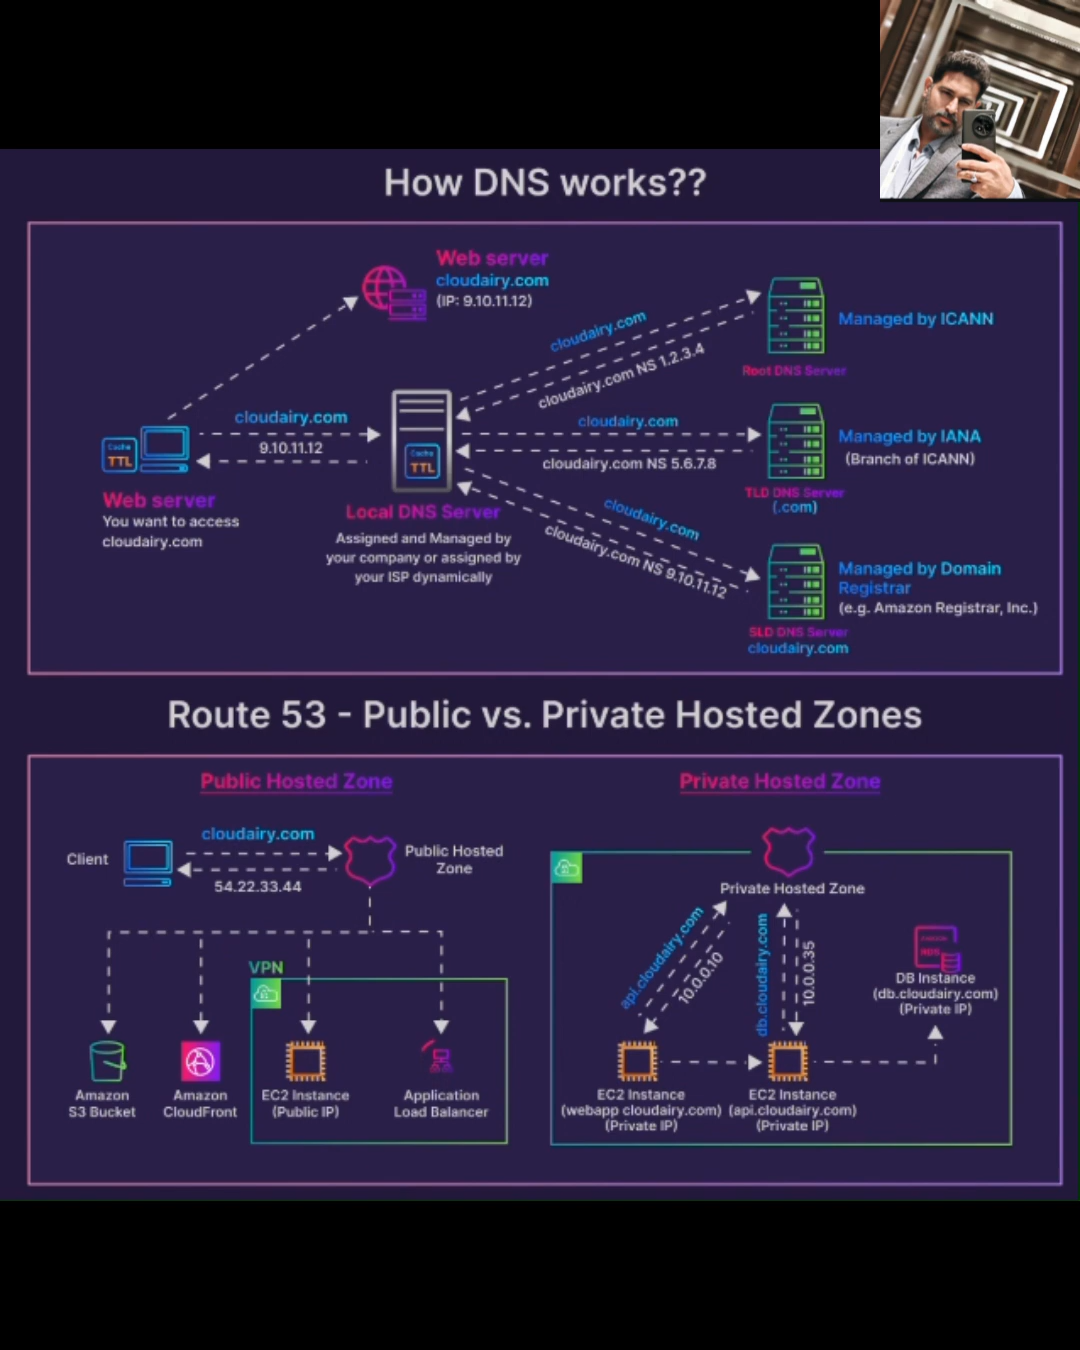 How DNS works??
Web server
cloudairy.com
(IP: 9.10.11.12)
cloudairy.com
cloudairy.com NS 1.2.3.4
Managed by ICANN
Root DNS Server
cloudairy.com
9.10.11.12
Cache
TTL
Cache
TTL
cloudairy.com
cloudairy.com NS 5.6.7.8
Managed by IANA
(Branch of ICANN)
TLD DNS Server
(.com)
Web server
You want to access
cloudairy.com
Local DNS Server
Assigned and Managed by
your company or assigned by
your ISP dynamically
cloudairy.com
cloudairy.com NS 9.10.11.12
Managed by Domain
Registrar
(e.g. Amazon Registrar, Inc.)
SLD DNS Server
cloudairy.com
Route 53 - Public vs. Private Hosted Zones
Public Hosted Zone
Client
cloudairy.com
54.22.33.44
Public Hosted
Zone
VPN
Amazon
S3 Bucket
Amazon
CloudFront
EC2 Instance
(Public IP)
Application
Load Balancer
Private Hosted Zone
Private Hosted Zone
api.cloudairy.com
10.0.0.10
db.cloudairy.com
10.0.0.35
DB Instance
(db.cloudairy.com)
(Private IP)
EC2 Instance
(webapp cloudairy.com)
(Private IP)
EC2 Instance
(api.cloudairy.com)
(Private IP)